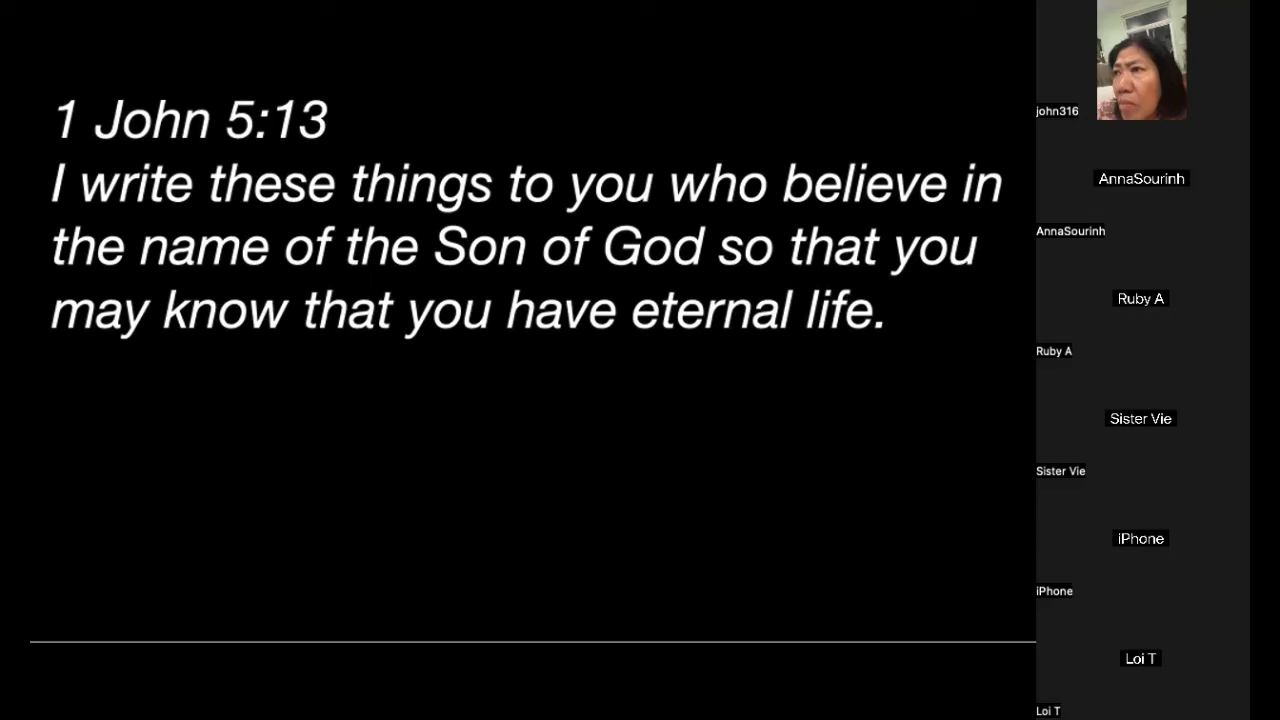 1 John 5:13
I write these things to you who believe in
the name of the Son of God so that you
may know that you have eternal life.
john316
AnnaSourinh
AnnaSourinh
Ruby A
Ruby A
Sister Vie
Sister Vie
iPhone
iPhone
Loi T
Loi T